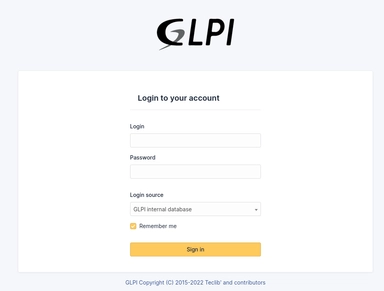 GLPI
Login to your account
Login
Password
Login source
GLPI internal database
Remember me
Sign in
GLPI Copyright (C) 2015-2022 Teclib' and contributors